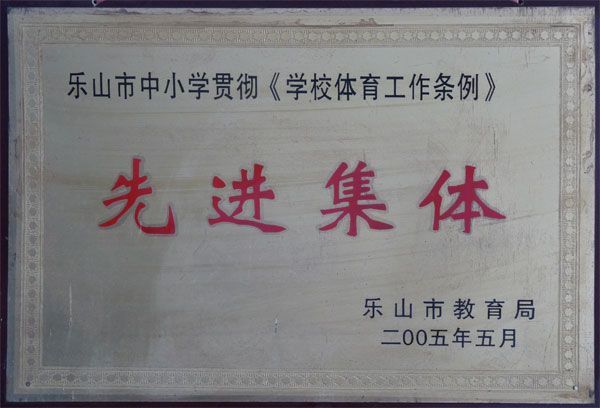 乐山市中小学贯彻《学校体育工作条例》
先进集体
乐山市教育局
二00五年五月